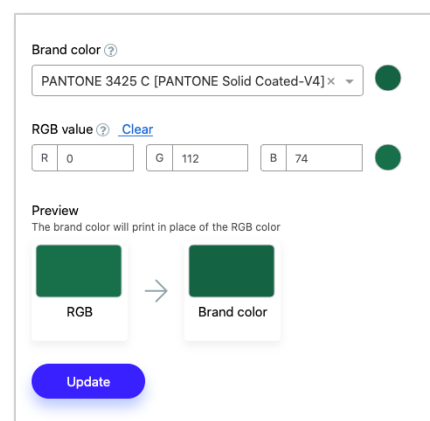 Brand color ?
PANTONE 3425 C [PANTONE Solid Coated-V4] ×
RGB value ? Clear
R 0 G 112 B 74
Preview
The brand color will print in place of the RGB color
RGB → Brand color
Update